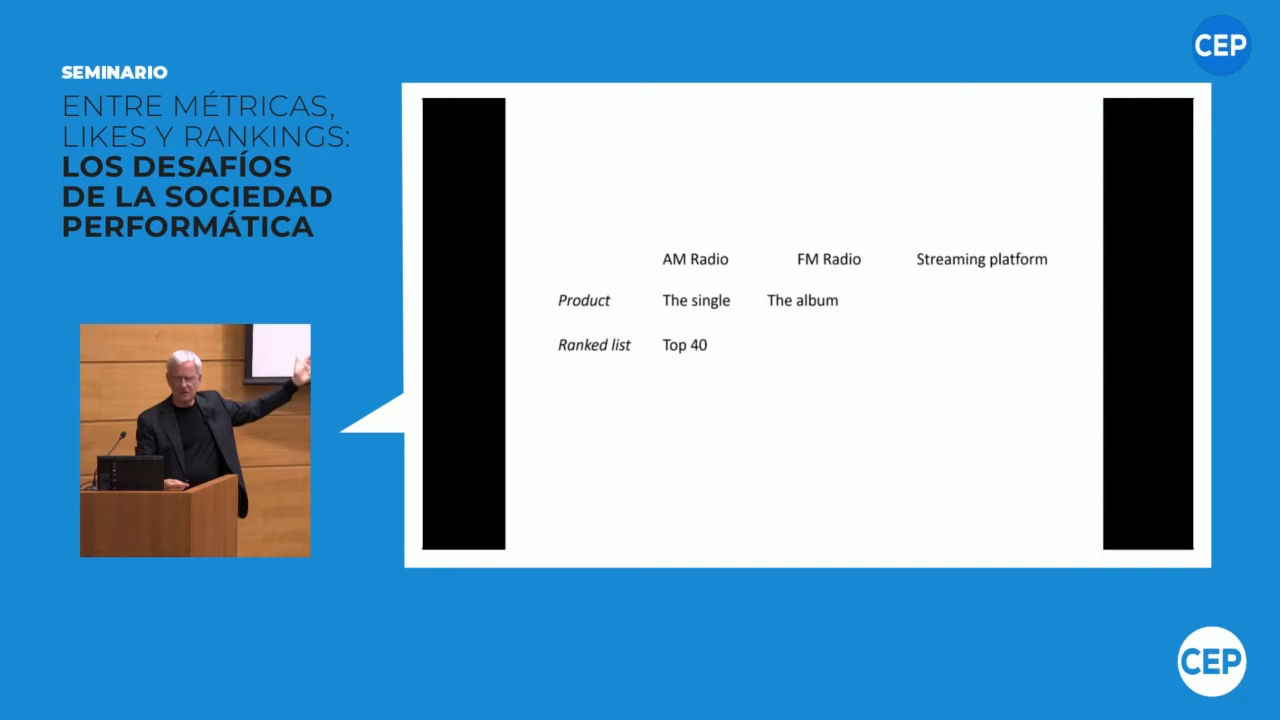 CEP
SEMINARIO
ENTRE MÉTRICAS,
LIKES Y RANKINGS:
LOS DESAFÍOS
DE LA SOCIEDAD
PERFORMÁTICA
AM Radio FM Radio Streaming platform
Product The single The album
Ranked list Top 40
CEP